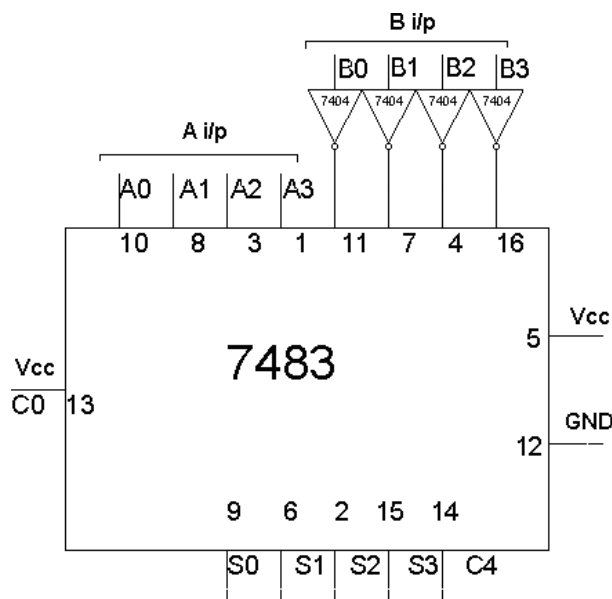 B i/p
B0 B1 B2 B3
7404 7404 7404 7404
A i/p
A0 A1 A2 A3
10 8 3 1 11 7 4 16
Vcc
5
7483
Vcc
C0 13
GND
12
9 6 2 15 14
S0 S1 S2 S3 C4